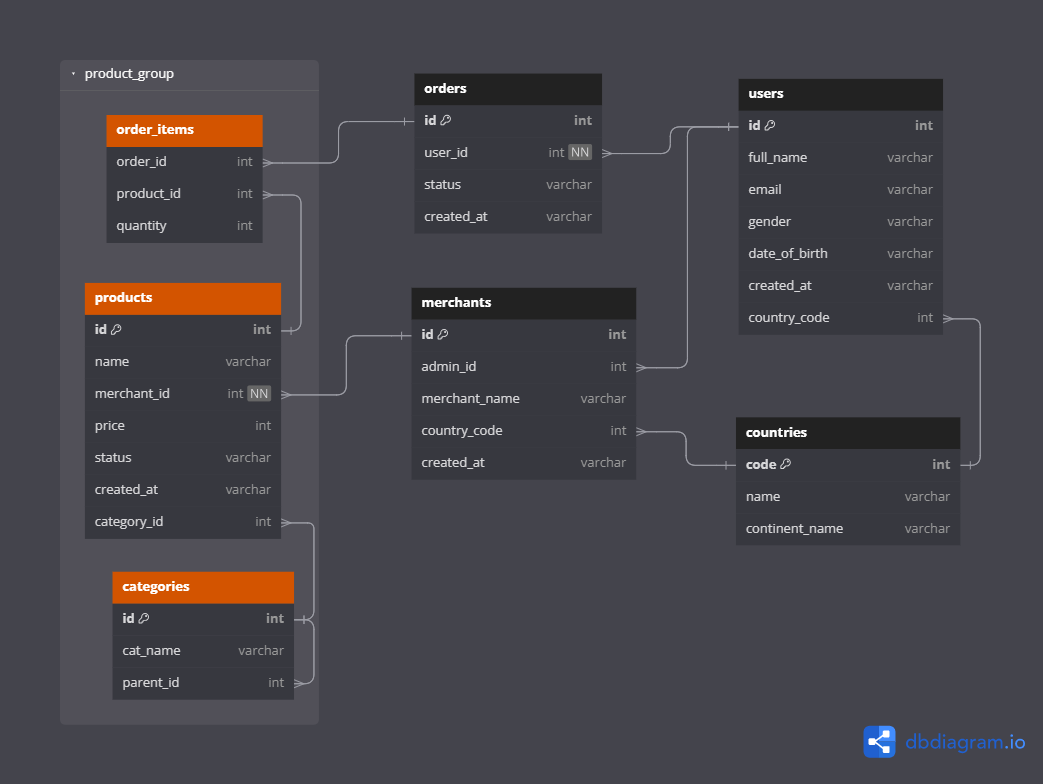 product_group
order_items
order_id int
product_id int
quantity int
products
id int
name varchar
merchant_id int NN
price int
status varchar
created_at varchar
category_id int
categories
id int
cat_name varchar
parent_id int
orders
id int
user_id int NN
status varchar
created_at varchar
merchants
id int
admin_id int
merchant_name varchar
country_code int
created_at varchar
users
id int
full_name varchar
email varchar
gender varchar
date_of_birth varchar
created_at varchar
country_code int
countries
code int
name varchar
continent_name varchar
dbdiagram.io